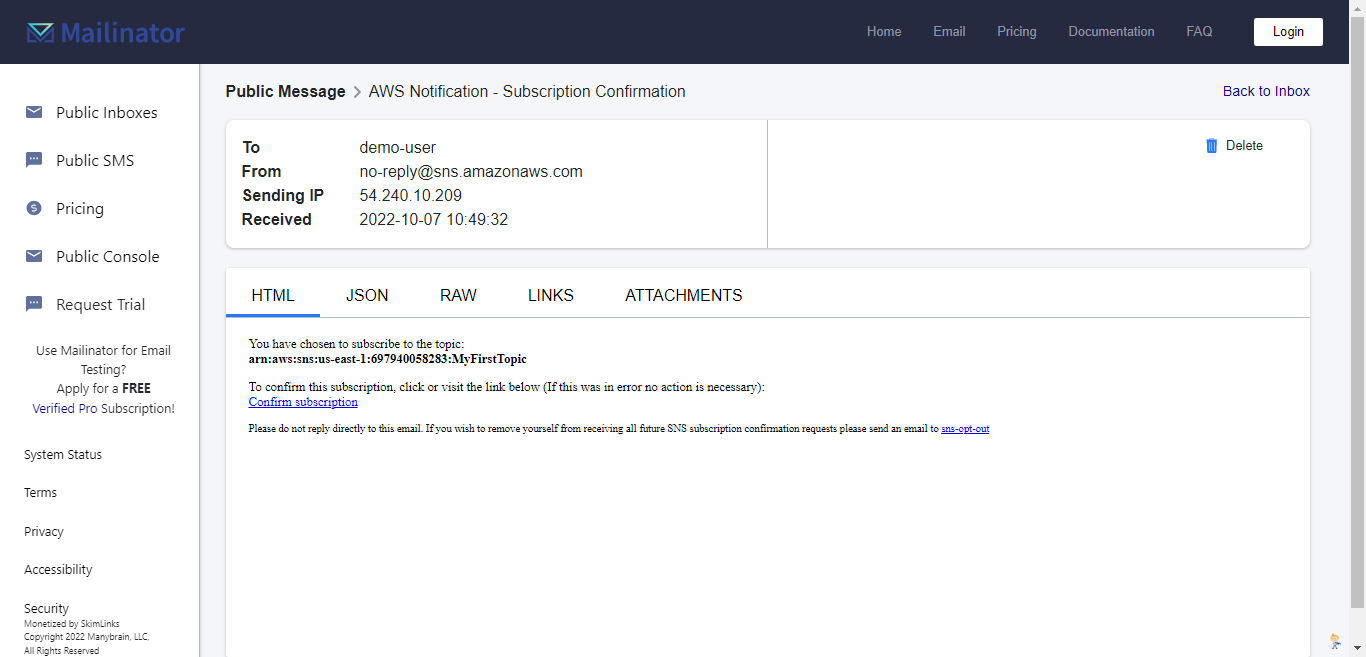 Mailinator
Home Email Pricing Documentation FAQ Login
Public Inboxes
Public SMS
Pricing
Public Console
Request Trial
Use Mailinator for Email
Testing?
Apply for a FREE
Verified Pro Subscription!
System Status
Terms
Privacy
Accessibility
Security
Monetized by SkimLinks
Copyright 2022 Manybrain, LLC,
All Rights Reserved
Public Message > AWS Notification - Subscription Confirmation
Back to Inbox
To demo-user
From no-reply@sns.amazonaws.com
Sending IP 54.240.10.209
Received 2022-10-07 10:49:32
Delete
HTML JSON RAW LINKS ATTACHMENTS
You have chosen to subscribe to the topic:
arn:aws:sns:us-east-1:697940058283:MyFirstTopic
To confirm this subscription, click or visit the link below (If this was in error no action is necessary):
Confirm subscription
Please do not reply directly to this email. If you wish to remove yourself from receiving all future SNS subscription confirmation requests please send an email to sns-opt-out